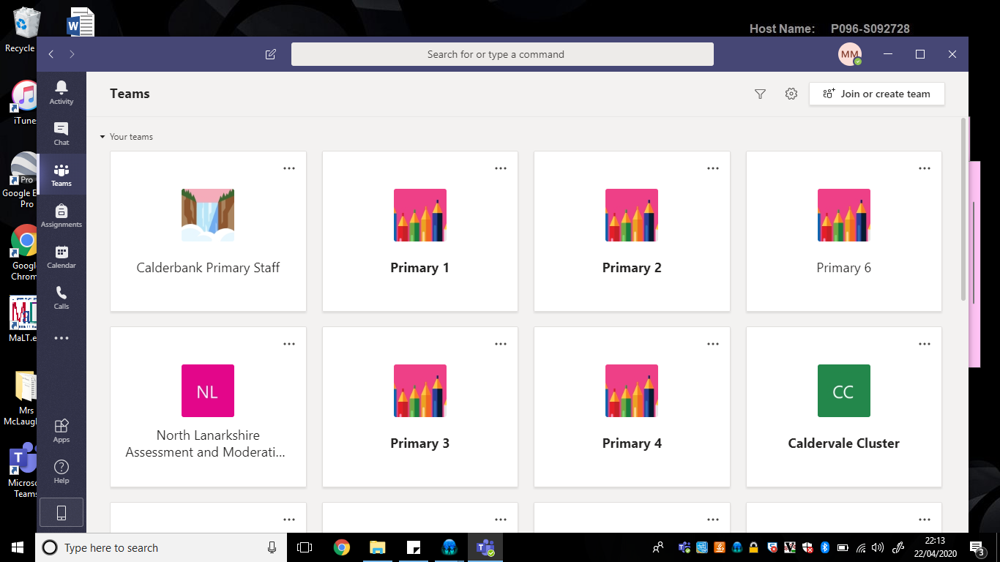 Host Name: P096-S092728
Recycle
iTune
Pro
Google E
Pro
Googl
Chrom
MaLT.e
Mrs
McLaugh
Micros
Teams
Search for or type a command
MM
Activity
Chat
Teams
Assignments
Calendar
Calls
Apps
Help
Teams
Join or create team
Your teams
Calderbank Primary Staff
Primary 1
Primary 2
Primary 6
NL
North Lanarkshire
Assessment and Moderati...
Primary 3
Primary 4
CC
Caldervale Cluster
Type here to search
22:13
22/04/2020
3